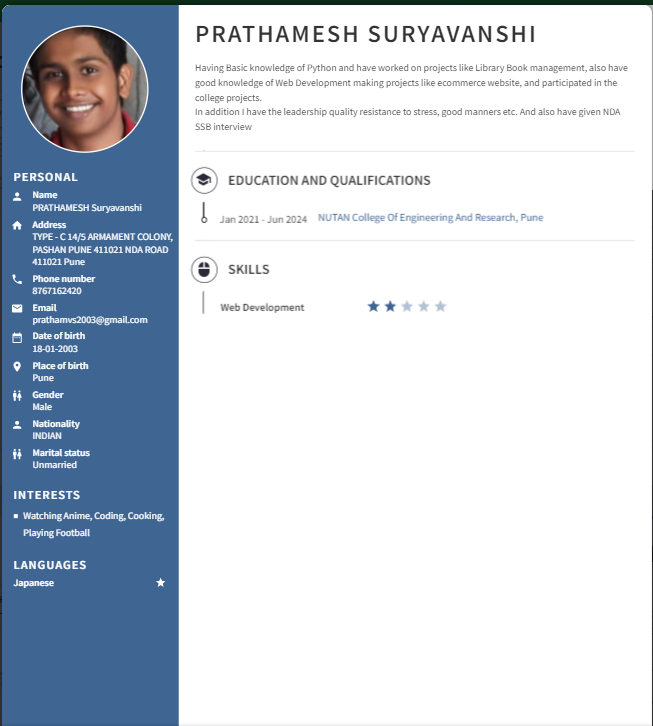 PRATHAMESH SURYAVANSHI
Having Basic knowledge of Python and have worked on projects like Library Book management, also have
good knowledge of Web Development making projects like ecommerce website, and participated in the
college projects.
In addition I have the leadership quality resistance to stress, good manners etc. And also have given NDA
SSB interview
EDUCATION AND QUALIFICATIONS
Jan 2021 - Jun 2024 NUTAN College Of Engineering And Research, Pune
SKILLS
Web Development
PERSONAL
Name
PRATHAMESH Suryavanshi
Address
TYPE - C 14/5 ARMAMENT COLONY,
PASHAN PUNE 411021 NDA ROAD
411021 Pune
Phone number
8767162420
Email
prathamvs2003@gmail.com
Date of birth
18-01-2003
Place of birth
Pune
Gender
Male
Nationality
INDIAN
Marital status
Unmarried
INTERESTS
Watching Anime, Coding, Cooking,
Playing Football
LANGUAGES
Japanese